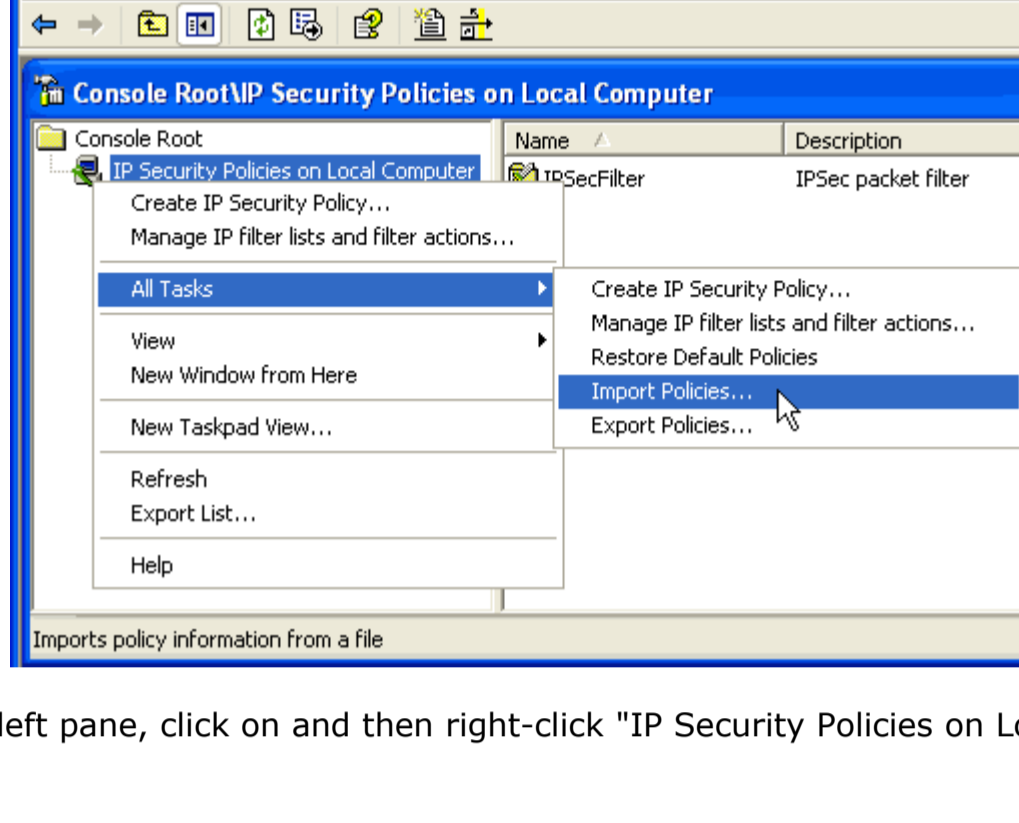 Console Root\IP Security Policies on Local Computer
Console Root
IP Security Policies on Local Computer
Name
Description
IPSecFilter
IPSec packet filter
Create IP Security Policy...
Manage IP filter lists and filter actions...
All Tasks
View
New Window from Here
New Taskpad View...
Refresh
Export List...
Help
Create IP Security Policy...
Manage IP filter lists and filter actions...
Restore Default Policies
Import Policies...
Export Policies...
Imports policy information from a file
left pane, click on and then right-click "IP Security Policies on Lo